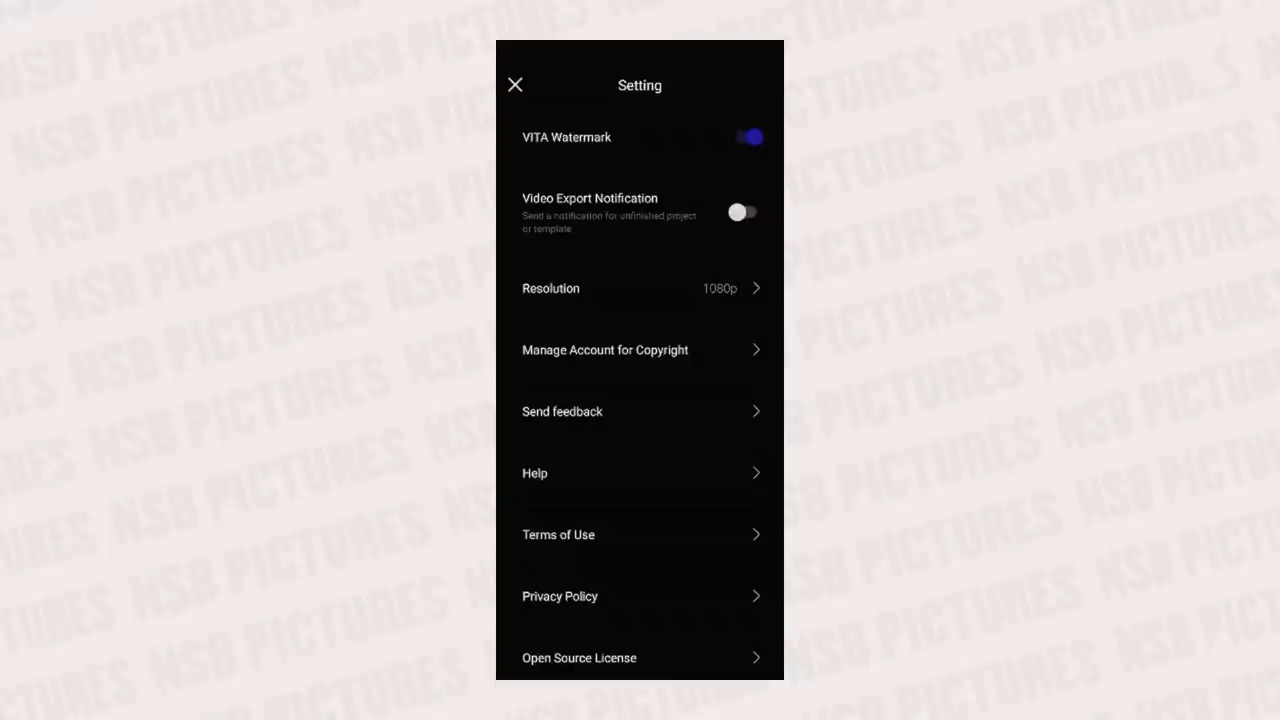 Setting
VITA Watermark
Video Export Notification
Send a notification for unfinished project
or template
Resolution 1080p
Manage Account for Copyright
Send feedback
Help
Terms of Use
Privacy Policy
Open Source License
NSB PICTURES